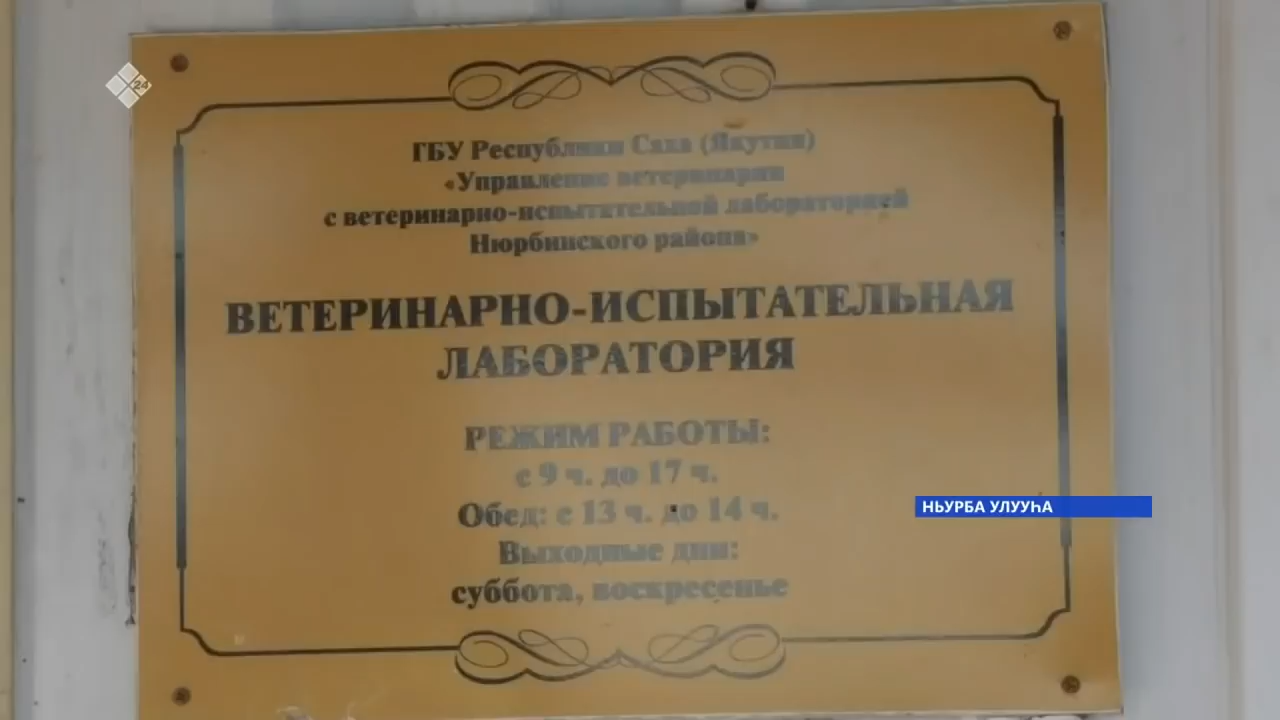 24
ГБУ Республики Саха (Якутия)
«Управление ветеринарии
с ветеринарно-испытательной лабораторией
Нюрбинского района»
ВЕТЕРИНАРНО-ИСПЫТАТЕЛЬНАЯ
ЛАБОРАТОРИЯ
РЕЖИМ РАБОТЫ:
с 9 ч. до 17 ч.
Обед: с 13 ч. до 14 ч.
Выходные дни:
суббота, воскресенье
НЬУРБА УЛУУҺА